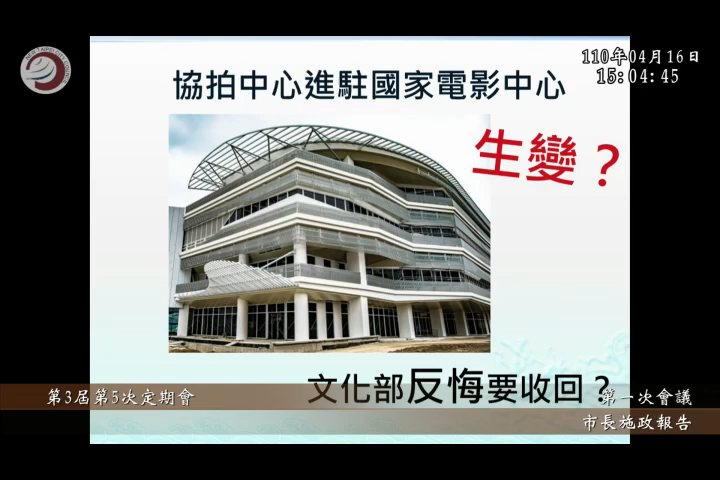 110年04月16日
15:04:45
協拍中心進駐國家電影中心
生變？
文化部反悔要收回？
第3屆第5次定期會
第一次會議
市長施政報告